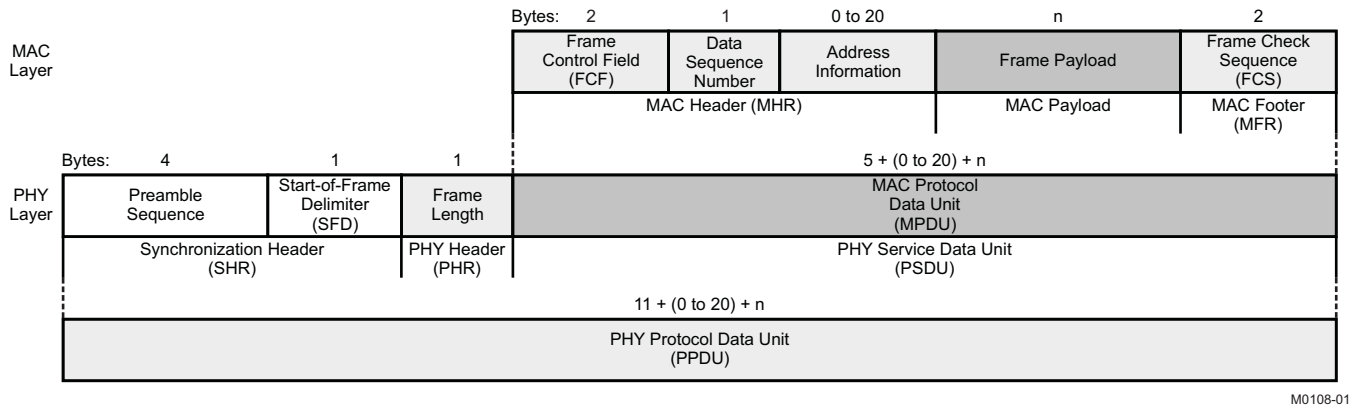 Bytes: 2 1 0 to 20 n 2
MAC
Layer
Frame
Control Field
(FCF)
Data
Sequence
Number
Address
Information
Frame Payload
Frame Check
Sequence
(FCS)
MAC Header (MHR)
MAC Payload
MAC Footer
(MFR)
Bytes: 4 1 1 5 + (0 to 20) + n
PHY
Layer
Preamble
Sequence
Start-of-Frame
Delimiter
(SFD)
Frame
Length
MAC Protocol
Data Unit
(MPDU)
Synchronization Header
(SHR)
PHY Header
(PHR)
PHY Service Data Unit
(PSDU)
11 + (0 to 20) + n
PHY Protocol Data Unit
(PPDU)
M0108-01